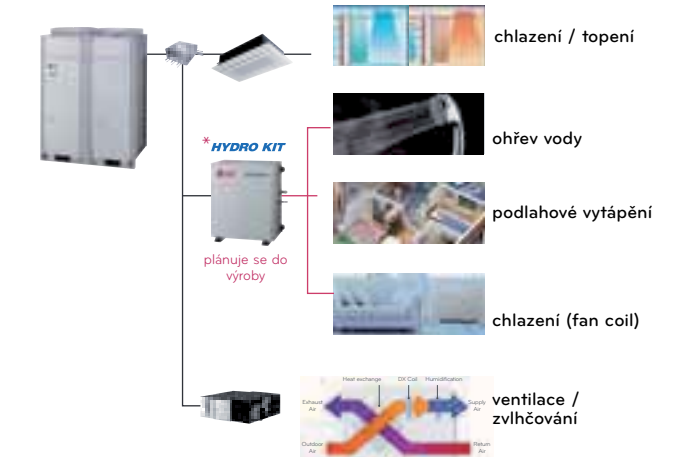 chlazení / topení
ohřev vody
*HYDRO KIT
podlahové vytápění
plánuje se do
výroby
chlazení (fan coil)
Heat exchange DX Coil Humidification
Exhaust
Air
Supply
Air
ventilace /
zvlhčování
Outdoor
Air
Return
Air